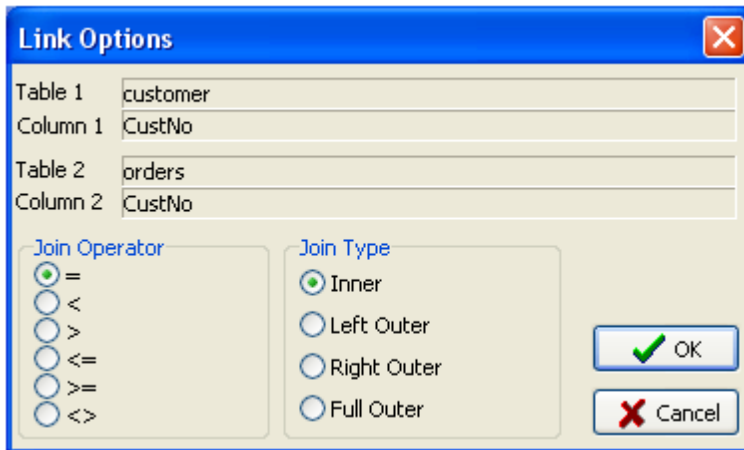 Link Options
Table 1 customer
Column 1 CustNo
Table 2 orders
Column 2 CustNo
Join Operator
=
<
>
<=
>=
<>
Join Type
Inner
Left Outer
Right Outer
Full Outer
OK
Cancel